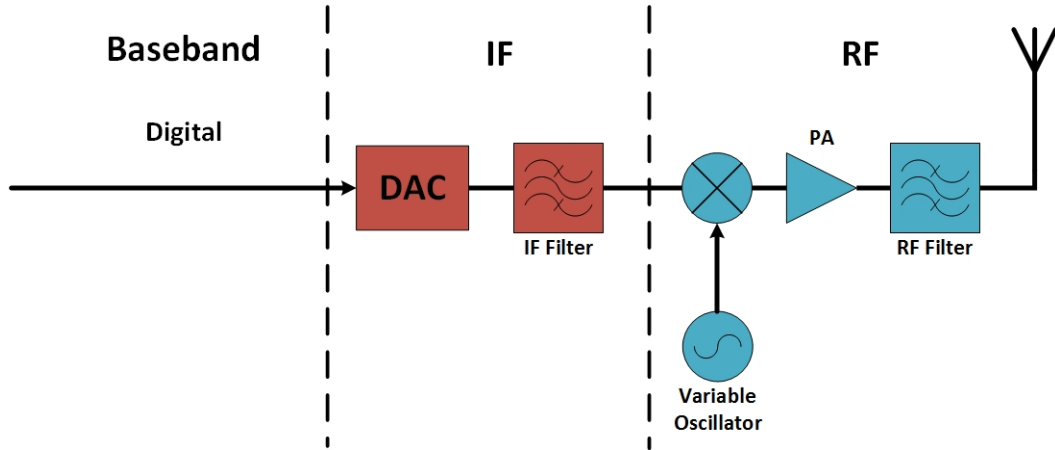 Baseband
IF
RF
Digital
PA
DAC
IF Filter
RF Filter
Variable
Oscillator